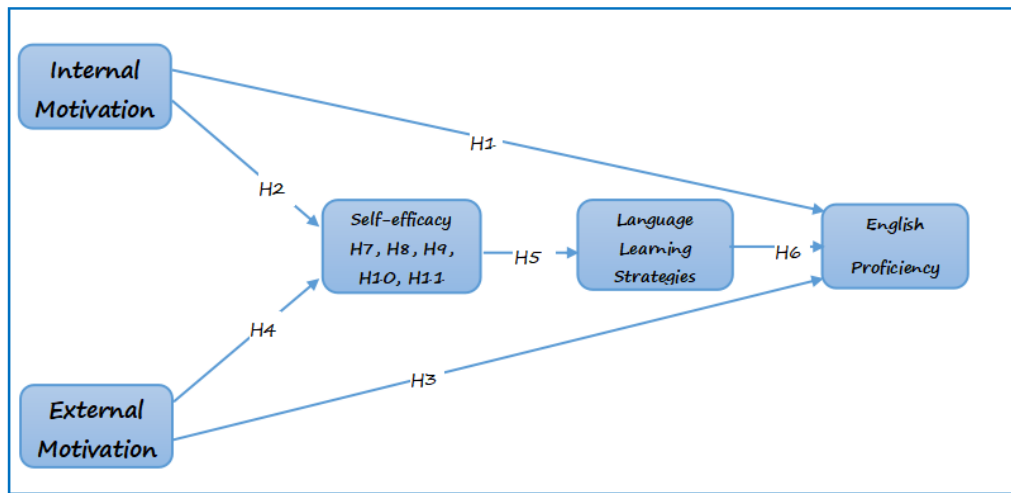 Internal
Motivation
H1
H2
Self-efficacy
H7, H8, H9,
H10, H11
H5
Language
Learning
Strategies
H6
English
Proficiency
H4
H3
External
Motivation